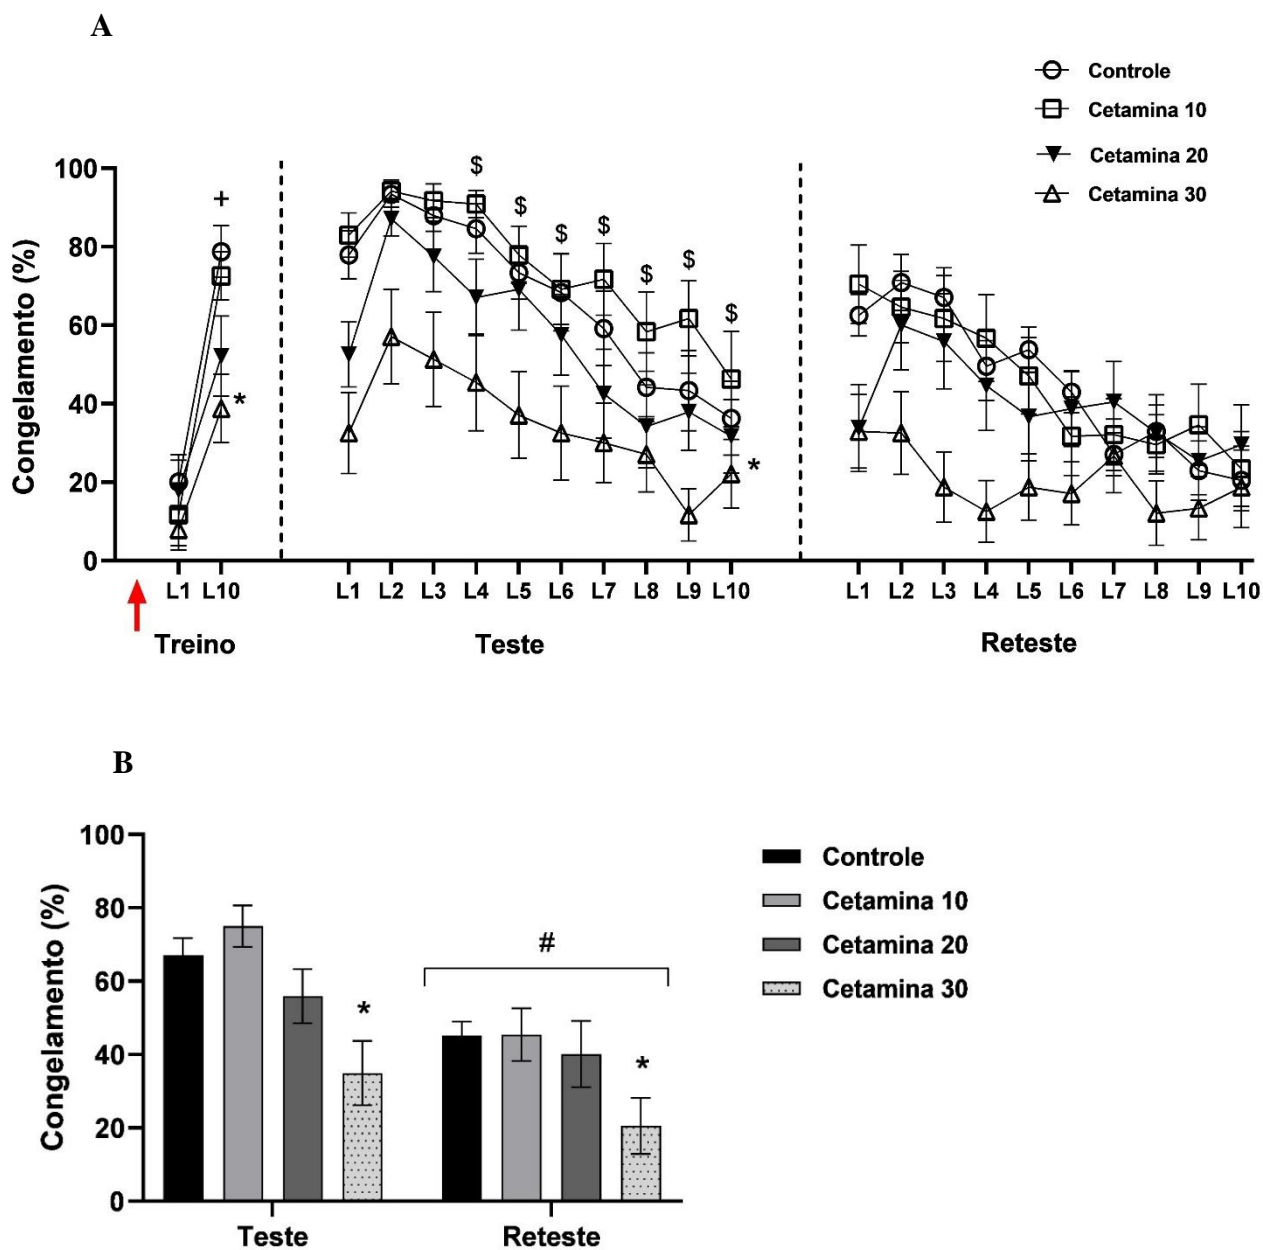 A
Controle
Cetamina 10
Cetamina 20
Cetamina 30
Congelamento (%)
100
80
60
40
20
0
+
*
$ $ $ $ $ $ $
*
L1 L10 L1 L2 L3 L4 L5 L6 L7 L8 L9 L10 L1 L2 L3 L4 L5 L6 L7 L8 L9 L10
Treino Teste Reteste
B
Controle
Cetamina 10
Cetamina 20
Cetamina 30
Congelamento (%)
100
80
60
40
20
0
#
* *
Teste Reteste